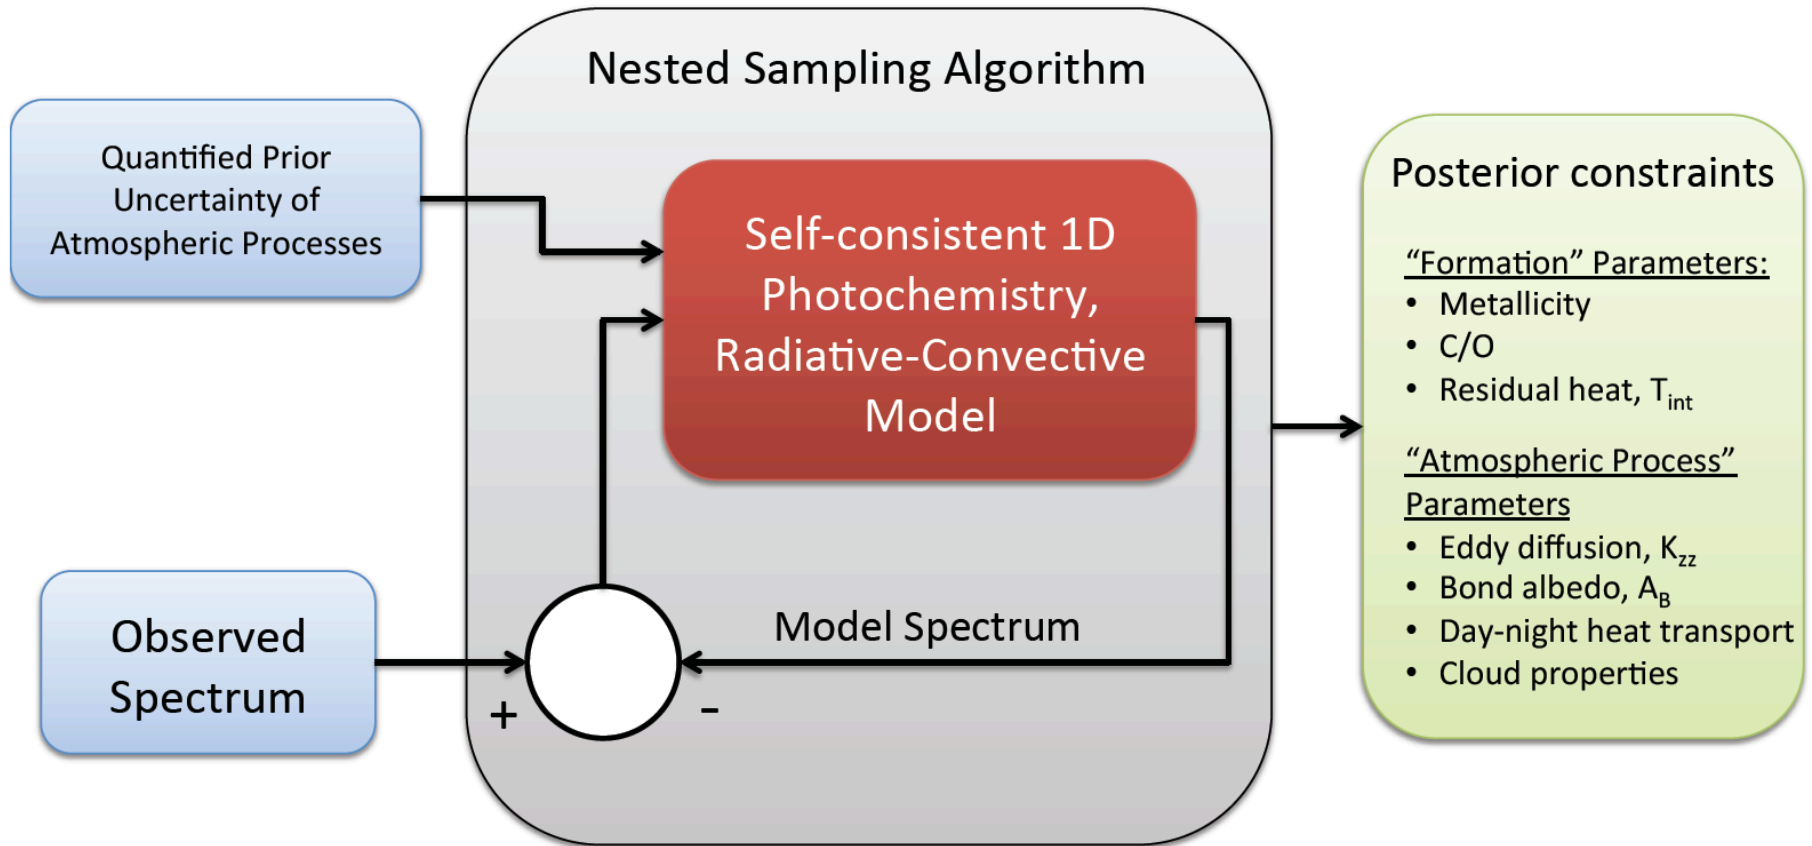 Nested Sampling Algorithm
Quantified Prior
Uncertainty of
Atmospheric Processes
Self-consistent 1D
Photochemistry,
Radiative-Convective
Model
Observed
Spectrum
+
-
Model Spectrum
Posterior constraints
“Formation” Parameters:
• Metallicity
• C/O
• Residual heat, Tint
“Atmospheric Process”
Parameters
• Eddy diffusion, Kzz
• Bond albedo, AB
• Day-night heat transport
• Cloud properties